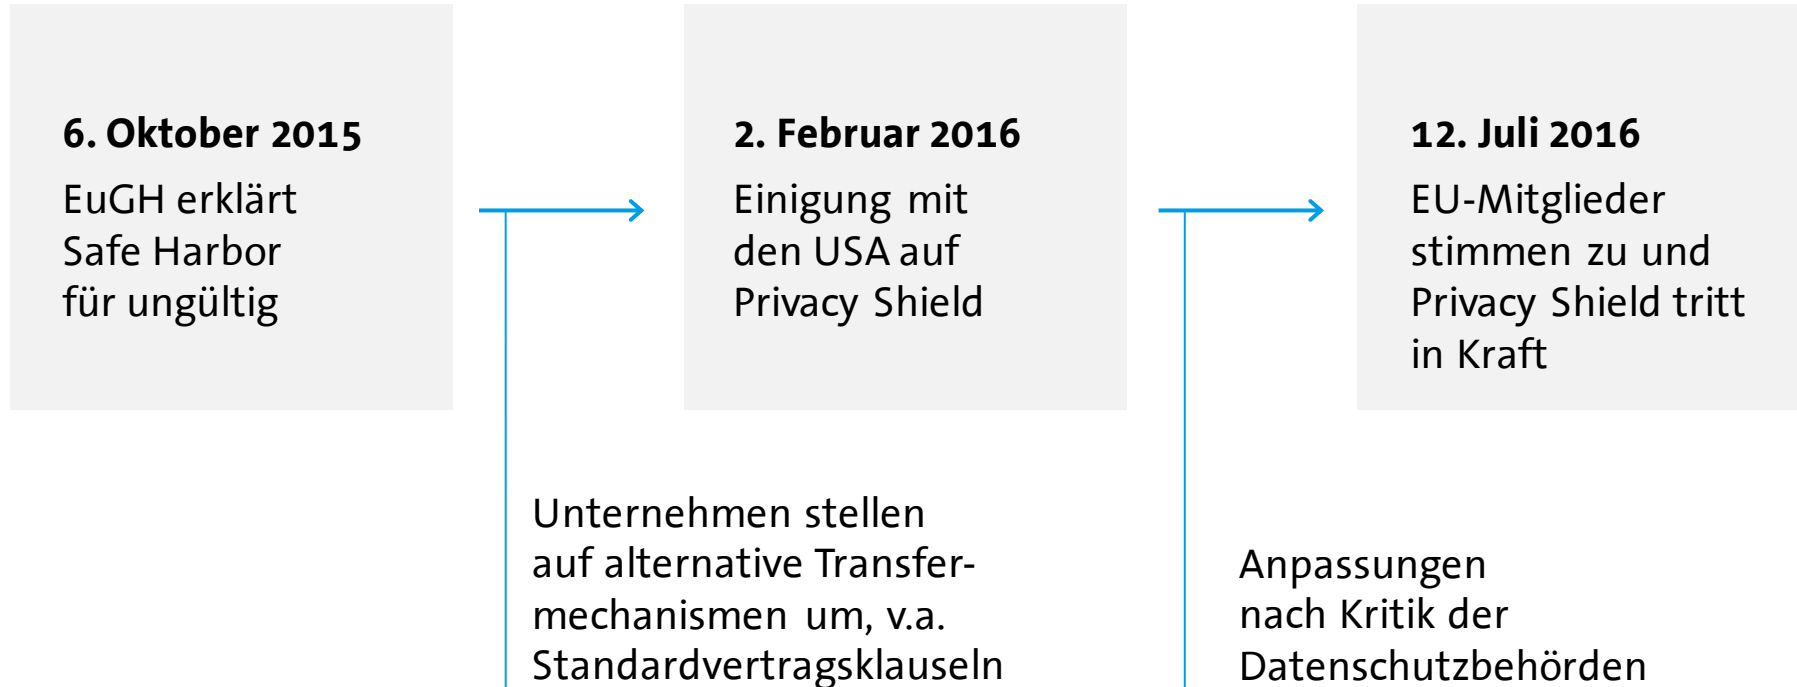 6. Oktober 2015
EuGH erklärt
Safe Harbor
für ungültig
2. Februar 2016
Einigung mit
den USA auf
Privacy Shield
12. Juli 2016
EU-Mitglieder
stimmen zu und
Privacy Shield tritt
in Kraft
Unternehmen stellen
auf alternative Transfer-
mechanismen um, v.a.
Standardvertragsklauseln
Anpassungen
nach Kritik der
Datenschutzbehörden